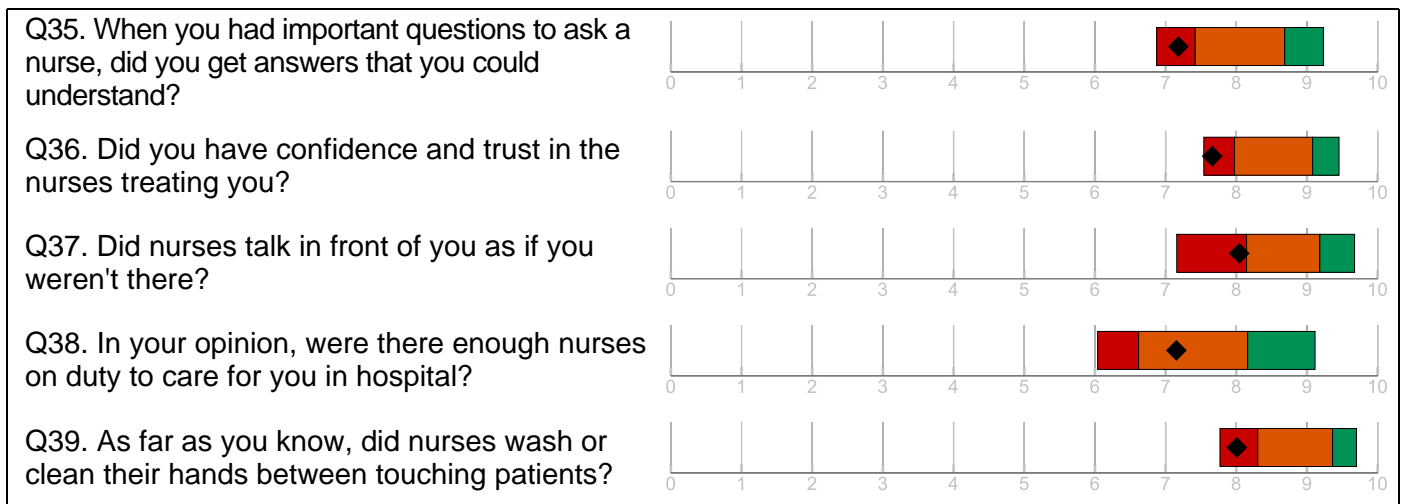 Q35. When you had important questions to ask a
nurse, did you get answers that you could
understand?
0 1 2 3 4 5 6 7 8 9 10
Q36. Did you have confidence and trust in the
nurses treating you?
0 1 2 3 4 5 6 7 8 9 10
Q37. Did nurses talk in front of you as if you
weren't there?
0 1 2 3 4 5 6 7 8 9 10
Q38. In your opinion, were there enough nurses
on duty to care for you in hospital?
0 1 2 3 4 5 6 7 8 9 10
Q39. As far as you know, did nurses wash or
clean their hands between touching patients?
0 1 2 3 4 5 6 7 8 9 10